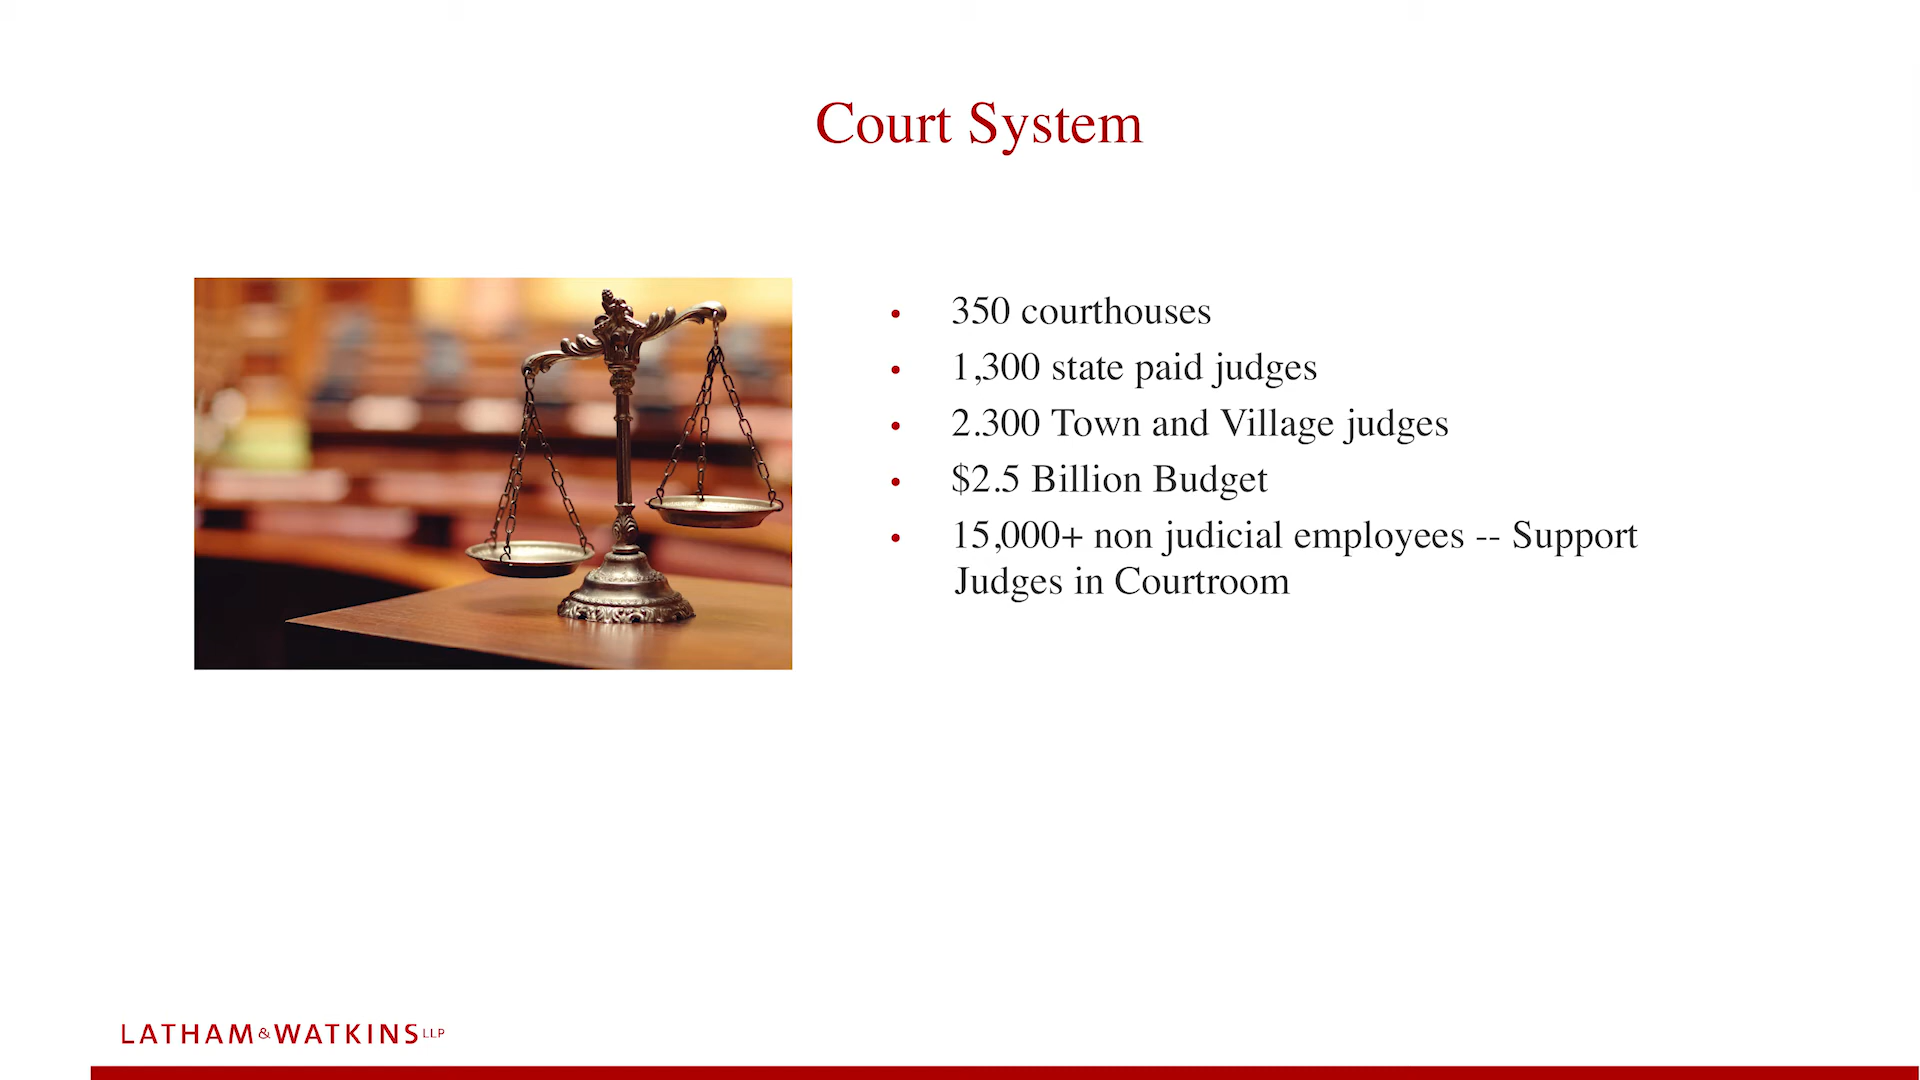 Court System
350 courthouses
1,300 state paid judges
2.300 Town and Village judges
$2.5 Billion Budget
15,000+ non judicial employees -- Support
Judges in Courtroom
LATHAM&WATKINS LLP